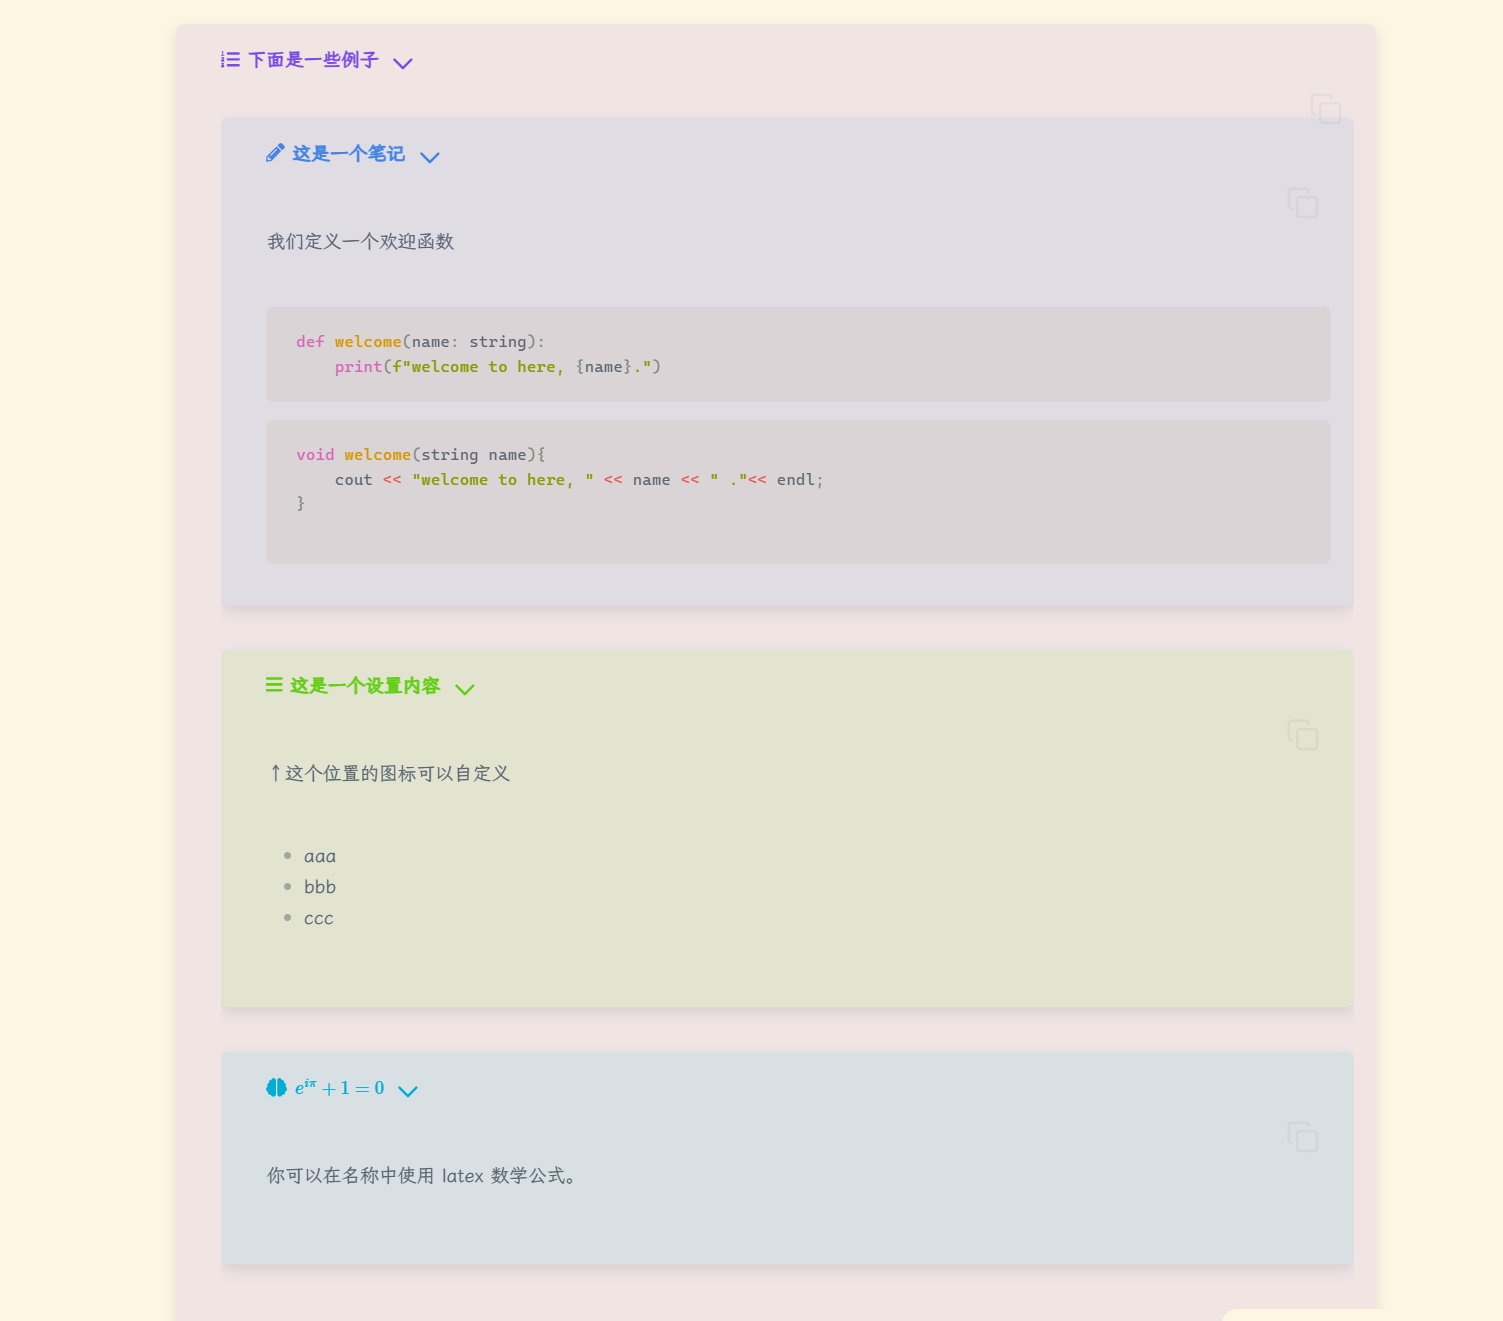 下面是一些例子
这是一个笔记
我们定义一个欢迎函数
def welcome(name: string):
    print(f"welcome to here, {name}.")
void welcome(string name){
    cout << "welcome to here, " << name << " ."<< endl;
}
这是一个设置内容
↑这个位置的图标可以自定义
• aaa
• bbb
• ccc
e^{iπ} + 1 = 0
你可以在名称中使用 latex 数学公式。